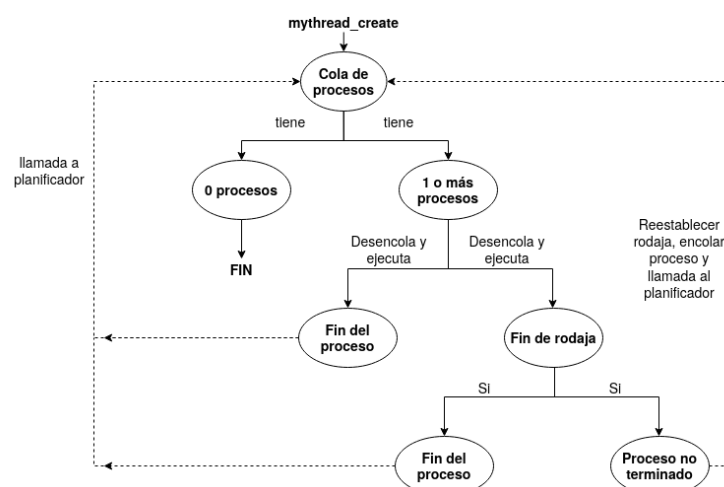 mythread_create
Cola de
procesos
tiene
tiene
llamada a
planificador
0 procesos
1 o más
procesos
Desencola y
ejecuta
Desencola y
ejecuta
Reestablecer
rodaja, encolar
proceso y
llamada al
planificador
FIN
Fin del
proceso
Fin de rodaja
Si
Si
Fin del
proceso
Proceso no
terminado